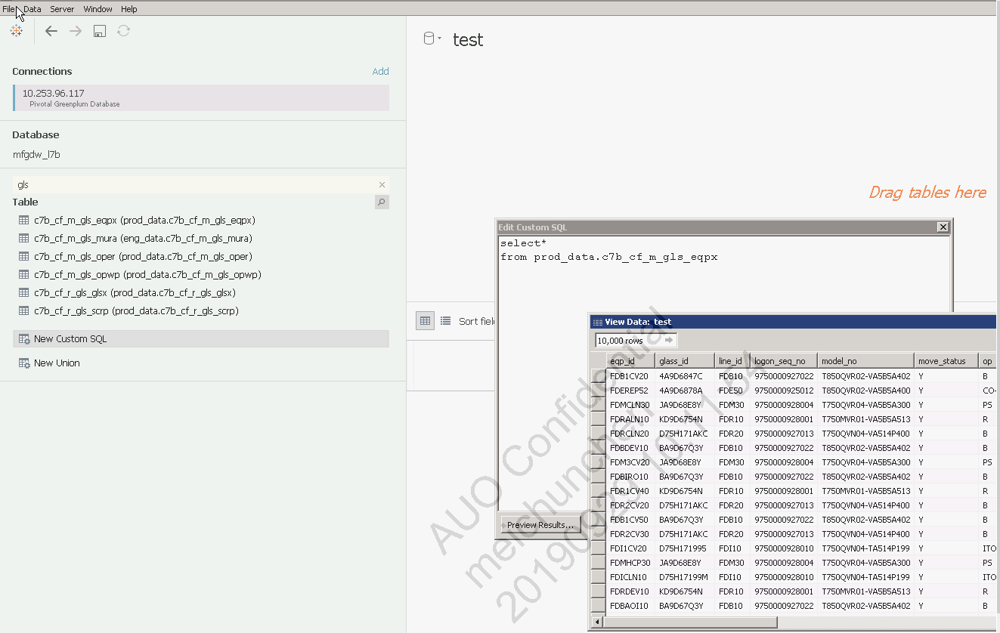 File Data Server Window Help
test
Connections
Add
10.253.96.117
Pivotal Greenplum Database
Database
mfgdw_l7b
gls
Table
c7b_cf_m_gls_eqpx (prod_data.c7b_cf_m_gls_eqpx)
c7b_cf_m_gls_mura (eng_data.c7b_cf_m_gls_mura)
c7b_cf_m_gls_oper (prod_data.c7b_cf_m_gls_oper)
c7b_cf_m_gls_opwp (prod_data.c7b_cf_m_gls_opwp)
c7b_cf_r_gls_glsx (prod_data.c7b_cf_r_gls_glsx)
c7b_cf_r_gls_scrp (prod_data.c7b_cf_r_gls_scrp)
New Custom SQL
New Union
Drag tables here
Edit Custom SQL
select*
from prod_data.c7b_cf_m_gls_eqpx
Sort fiel
Preview Results...
View Data: test
10,000 rows
eqp_id glass_id line_id logon_seq_no model_no move_status op
FDB1CV20 4A9D6847C FDB10 9750000927022 T850QVR02-VA5B5A402 Y B
FDEREP52 4A9D6878A FDE50 9750000925012 T850QVR02-VA5B5A400 Y CO-
FDMCLN30 JA9D68E8Y FDM30 9750000928004 T750QVR04-VA5B5A300 Y PS
FDRALN10 KD9D6754N FDR10 9750000928001 T750MVR01-VA5B5A513 Y R
FDRCLN20 D75H171AKC FDR20 9750000927013 T750QVN04-VA514P400 Y B
FDBDEV10 BA9D67Q3Y FDB10 9750000927022 T850QVR02-VA5B5A402 Y B
FDM3CV20 JA9D68E8Y FDM30 9750000928004 T750QVR04-VA5B5A300 Y PS
FDBIRO10 BA9D67Q3Y FDB10 9750000927022 T850QVR02-VA5B5A402 Y B
FDR1CV40 KD9D6754N FDR10 9750000928001 T750MVR01-VA5B5A513 Y R
FDR2CV20 D75H171AKC FDR20 9750000927013 T750QVN04-VA514P400 Y B
FDB1CV50 BA9D67Q3Y FDB10 9750000927022 T850QVR02-VA5B5A402 Y B
FDR2CV30 D75H171AKC FDR20 9750000927013 T750QVN04-VA514P400 Y B
FDI1CV20 D75H171995 FDI10 9750000928010 T750QVN04-TA514P199 Y ITO
FDMHCP30 JA9D68E8Y FDM30 9750000928004 T750QVR04-VA5B5A300 Y PS
FDICLN10 D75H17199M FDI10 9750000928010 T750QVN04-TA514P199 Y ITO
FDRDEV10 KD9D6754N FDR10 9750000928001 T750MVR01-VA5B5A513 Y R
FDBAOI10 BA9D67Q3Y FDB10 9750000927022 T850QVR02-VA5B5A402 Y B
AUO Confidential
meichunchen
20190929 10:11:54